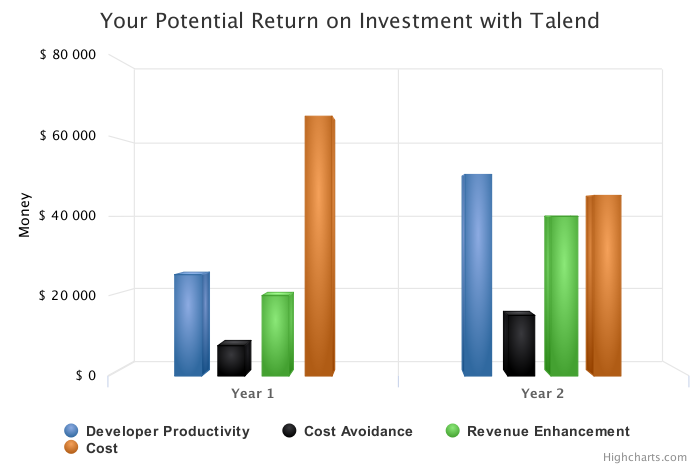 Your Potential Return on Investment with Talend
$ 80 000
$ 60 000
$ 40 000
$ 20 000
$ 0
Money
Year 1
Year 2
Developer Productivity
Cost Avoidance
Revenue Enhancement
Cost
Highcharts.com